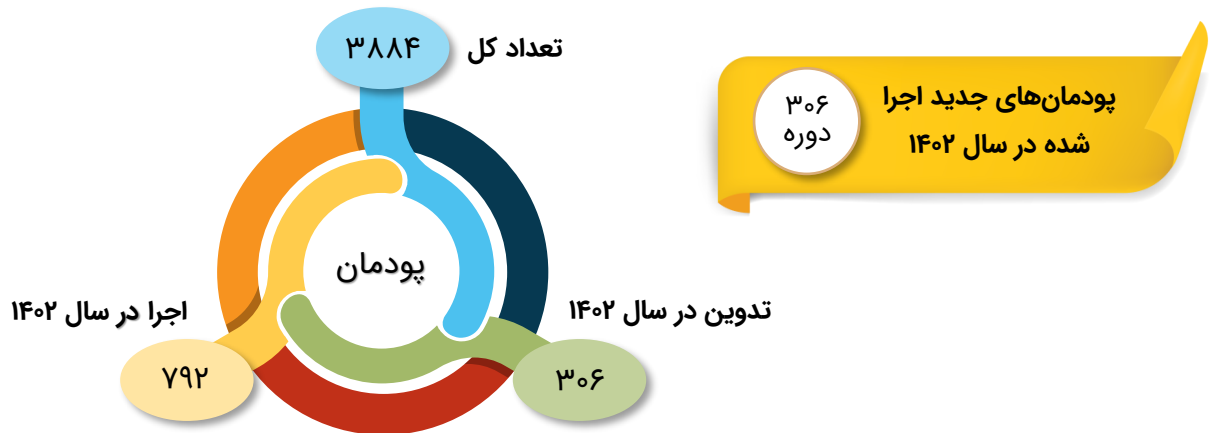 تعداد کل
۳۸۸۴
پودمان
اجرا در سال ۱۴۰۲
۷۹۲
تدوین در سال ۱۴۰۲
۳۰۶
پودمان‌های جدید اجرا
شده در سال ۱۴۰۲
۳۰۶
دوره